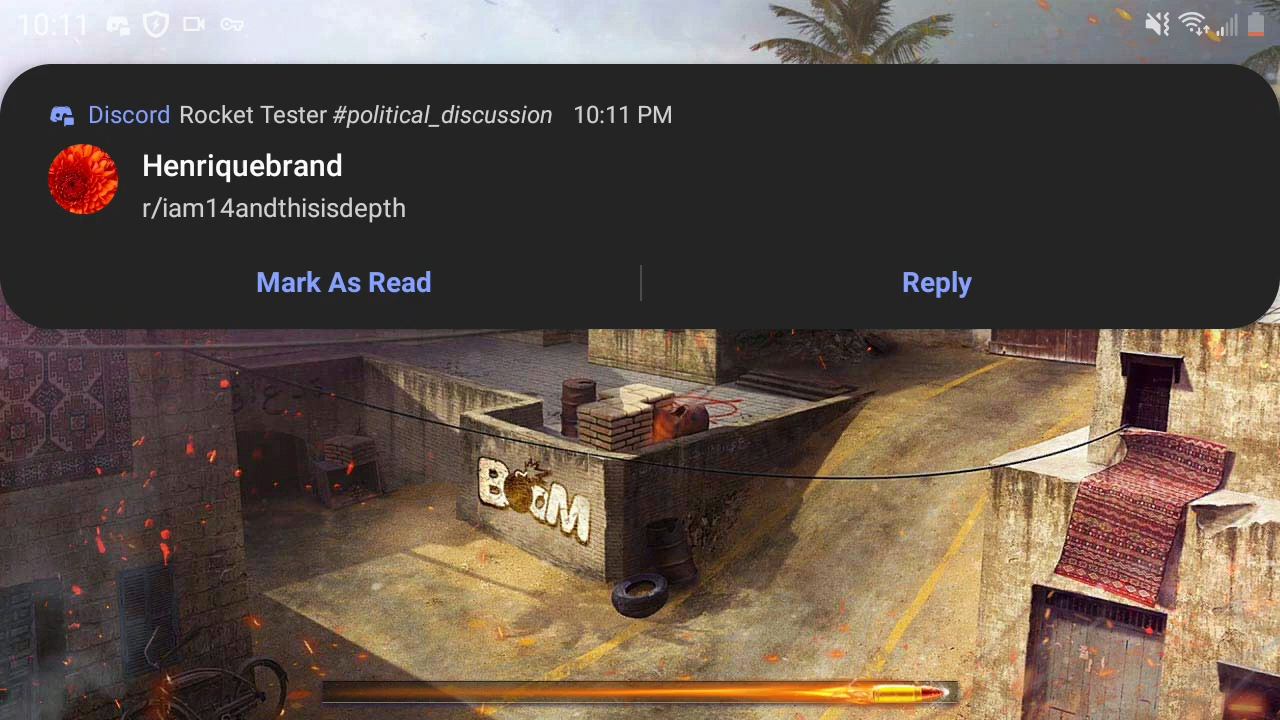 10:11
Discord Rocket Tester #political_discussion 10:11 PM
Henriquebrand
r/iam14andthisisdepth
Mark As Read
Reply
BOOM